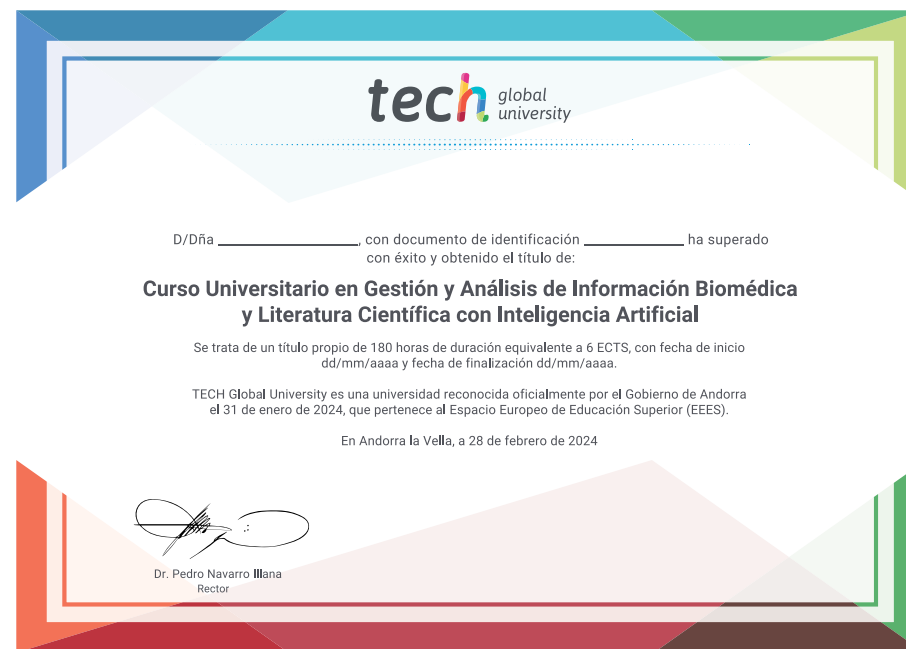 tech global university
D/Dña ____________________, con documento de identificación ______________ ha superado
con éxito y obtenido el título de:
Curso Universitario en Gestión y Análisis de Información Biomédica
y Literatura Científica con Inteligencia Artificial
Se trata de un título propio de 180 horas de duración equivalente a 6 ECTS, con fecha de inicio
dd/mm/aaaa y fecha de finalización dd/mm/aaaa.
TECH Global University es una universidad reconocida oficialmente por el Gobierno de Andorra
el 31 de enero de 2024, que pertenece al Espacio Europeo de Educación Superior (EEES).
En Andorra la Vella, a 28 de febrero de 2024
Dr. Pedro Navarro Illana
Rector